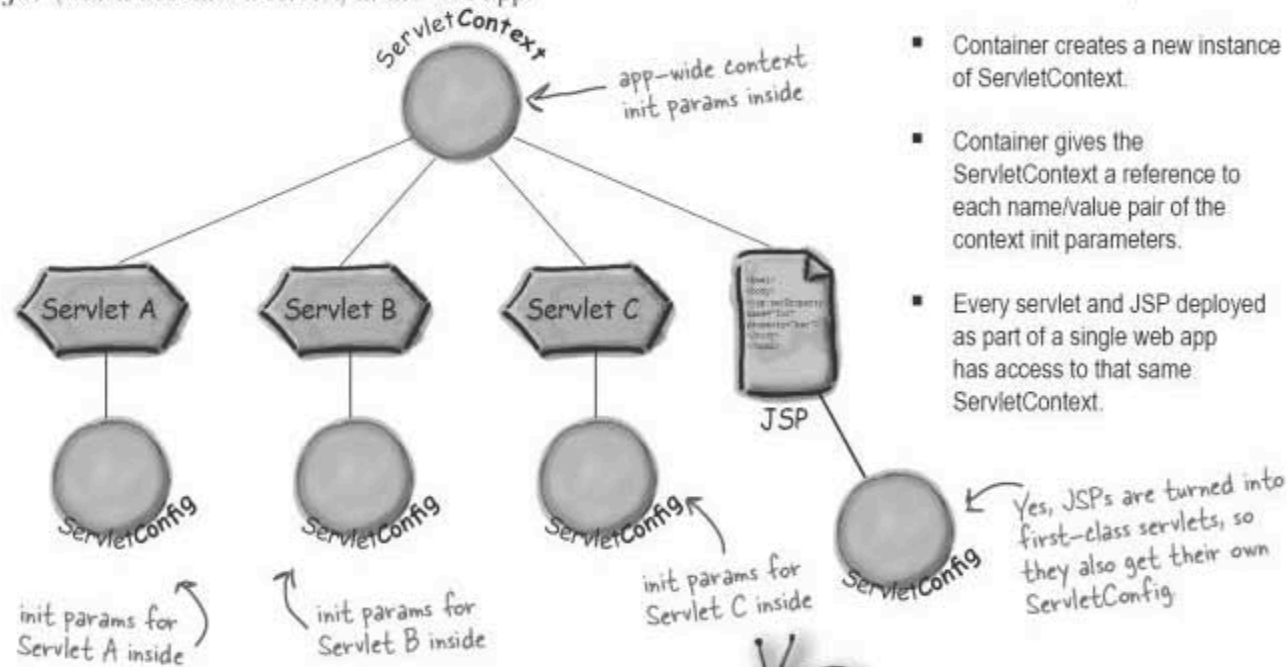 ServletContext
app-wide context
init params inside
Container creates a new instance
of ServletContext.
Container gives the
ServletContext a reference to
each name/value pair of the
context init parameters.
Every servlet and JSP deployed
as part of a single web app
has access to that same
ServletContext.
Servlet A
Servlet B
Servlet C
<body>
</body>
JSP
ServletConfig
ServletConfig
ServletConfig
ServletConfig
init params for
Servlet A inside
init params for
Servlet B inside
init params for
Servlet C inside
Yes, JSPs are turned into
first-class servlets, so
they also get their own
ServletConfig